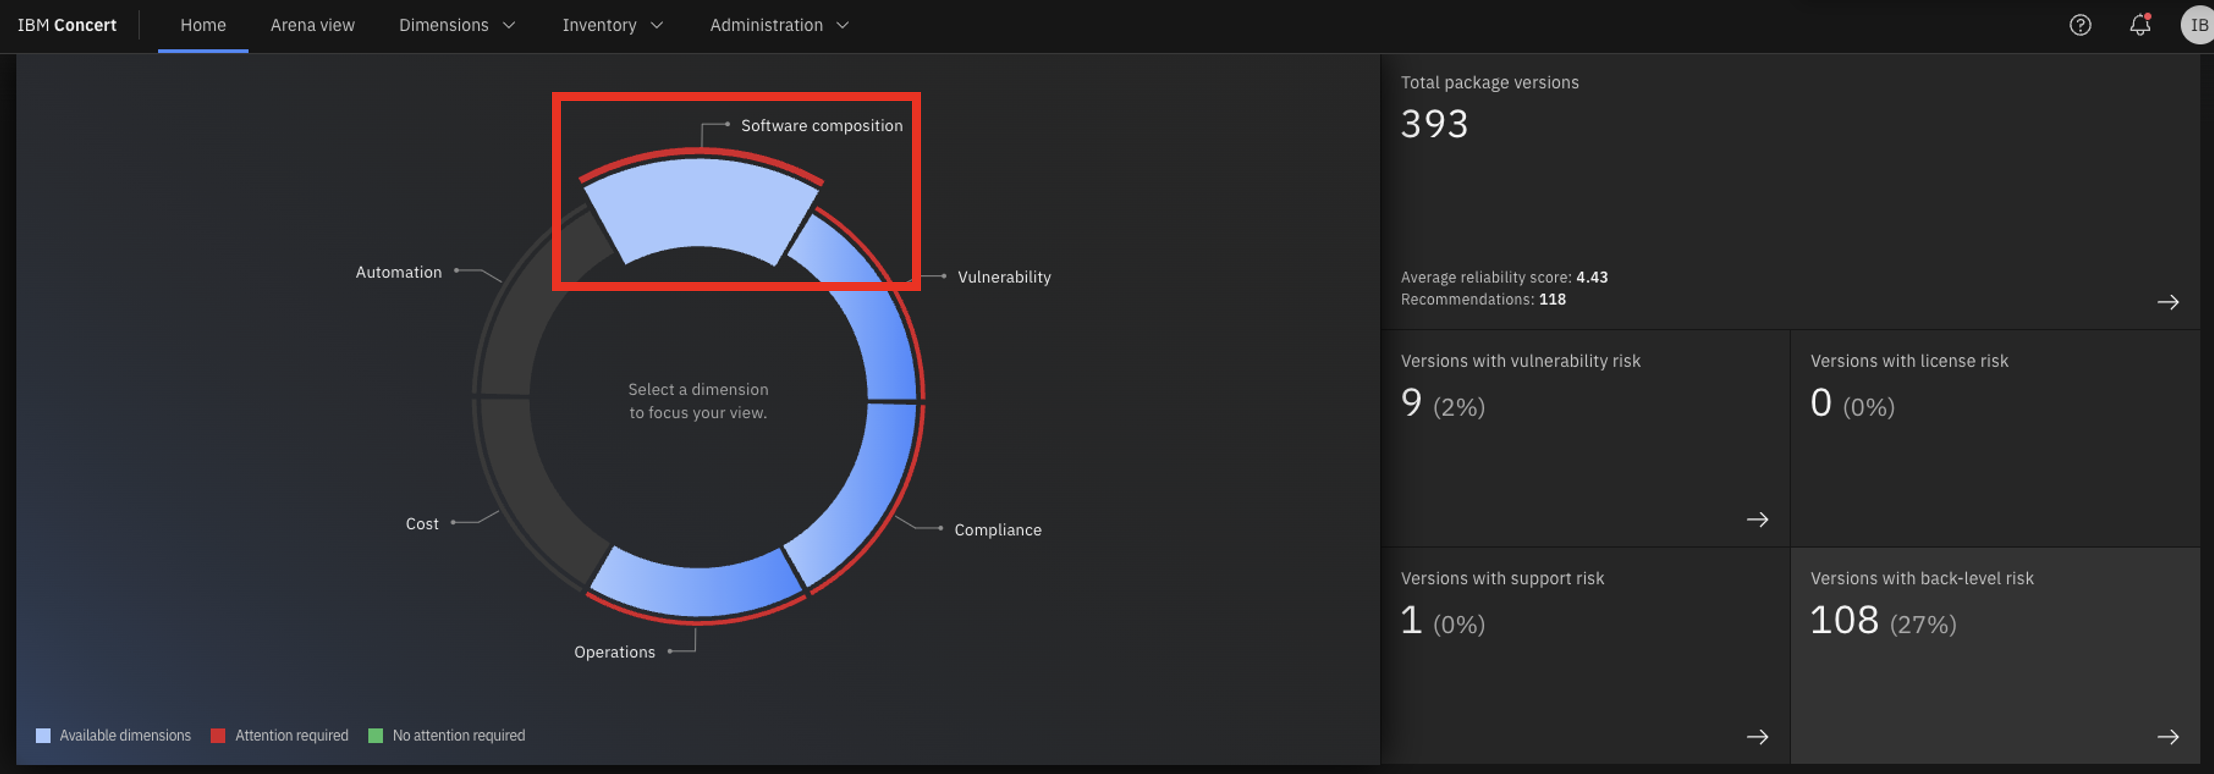 IBM Concert
Home
Arena view
Dimensions
Inventory
Administration
IB
Software composition
Automation
Vulnerability
Select a dimension
to focus your view.
Cost
Compliance
Operations
Available dimensions
Attention required
No attention required
Total package versions
393
Average reliability score: 4.43
Recommendations: 118
Versions with vulnerability risk
9 (2%)
Versions with license risk
0 (0%)
Versions with support risk
1 (0%)
Versions with back-level risk
108 (27%)